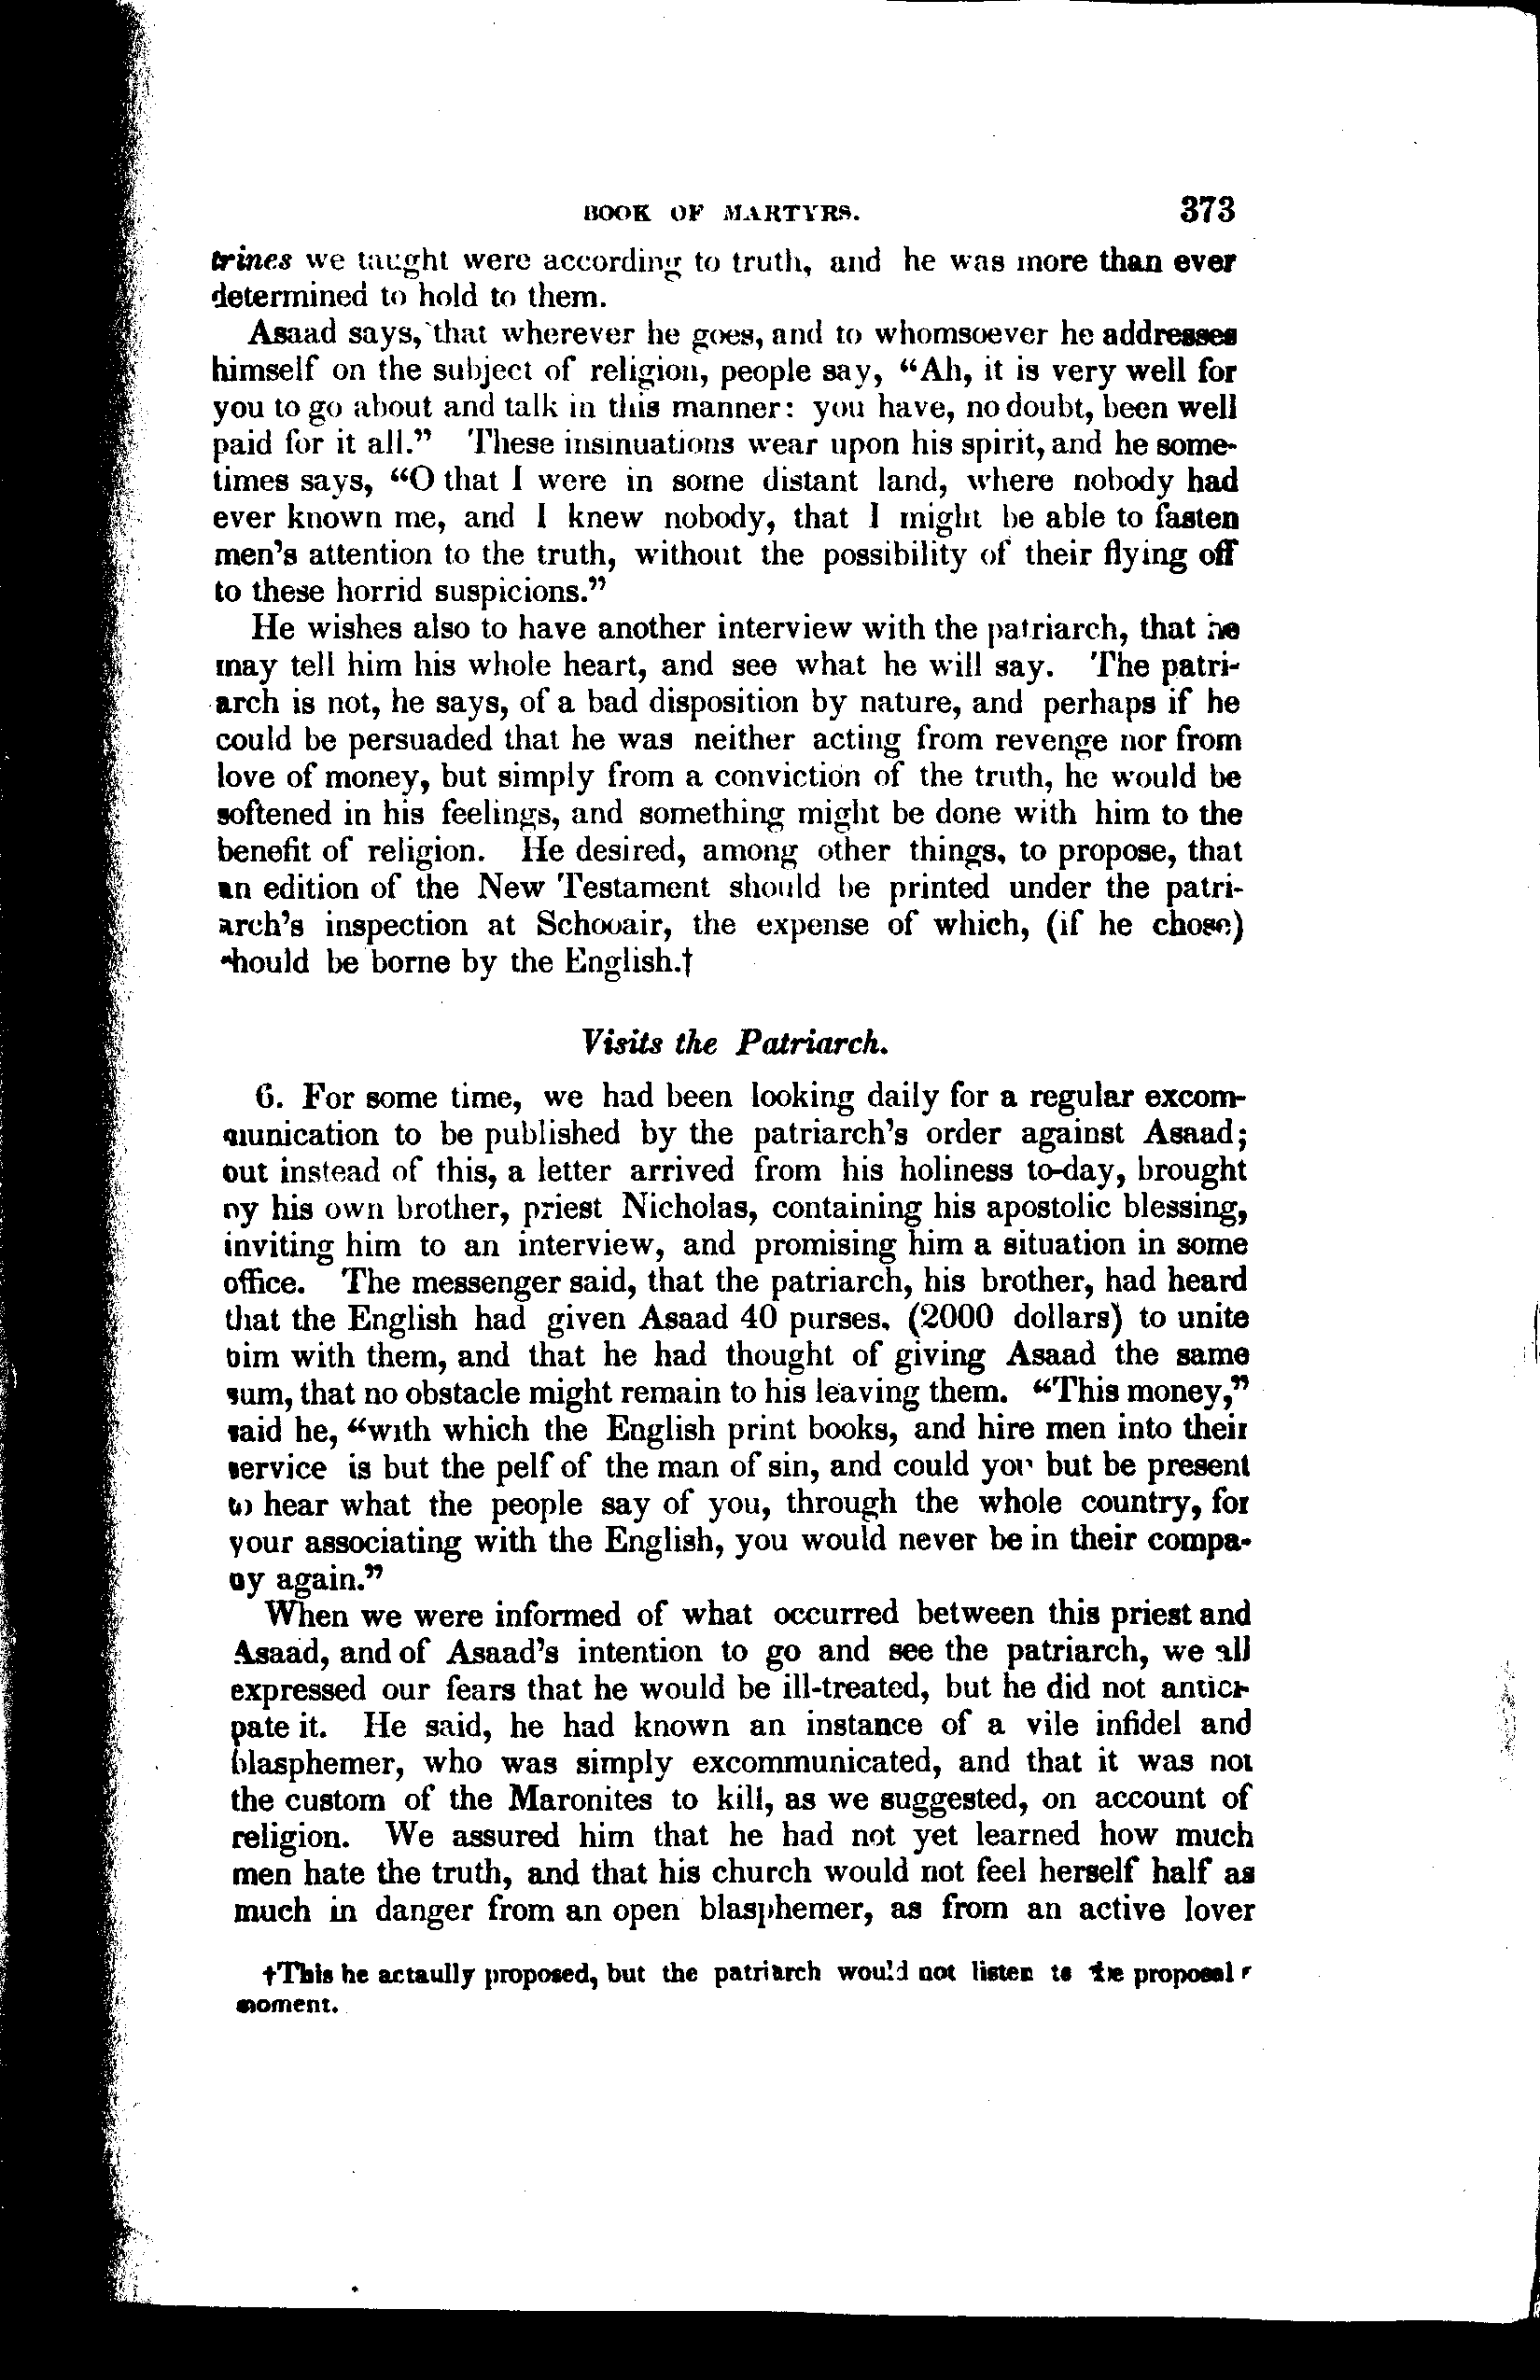 BOOK OF MARTYRS. 373
trines we taught were according to truth, and he was more than ever
determined to hold to them.
Asaad says, that wherever he goes, and to whomsoever he addresses
himself on the subject of religion, people say, “Ah, it is very well for
you to go about and talk in this manner: you have, no doubt, been well
paid for it all.” These insinuations wear upon his spirit, and he some-
times says, “O that I were in some distant land, where nobody had
ever known me, and I knew nobody, that I might be able to fasten
men’s attention to the truth, without the possibility of their flying off
to these horrid suspicions.”
He wishes also to have another interview with the patriarch, that he
may tell him his whole heart, and see what he will say. The patri-
arch is not, he says, of a bad disposition by nature, and perhaps if he
could be persuaded that he was neither acting from revenge nor from
love of money, but simply from a conviction of the truth, he would be
softened in his feelings, and something might be done with him to the
benefit of religion. He desired, among other things, to propose, that
an edition of the New Testament should be printed under the patri-
arch’s inspection at Schouair, the expense of which, (if he chose)
should be borne by the English.†
Visits the Patriarch.
6. For some time, we had been looking daily for a regular excom-
munication to be published by the patriarch’s order against Asaad;
but instead of this, a letter arrived from his holiness to-day, brought
by his own brother, priest Nicholas, containing his apostolic blessing,
inviting him to an interview, and promising him a situation in some
office. The messenger said, that the patriarch, his brother, had heard
that the English had given Asaad 40 purses, (2000 dollars) to unite
him with them, and that he had thought of giving Asaad the same
sum, that no obstacle might remain to his leaving them. “This money,”
said he, “with which the English print books, and hire men into their
service is but the pelf of the man of sin, and could you but be present
to hear what the people say of you, through the whole country, for
your associating with the English, you would never be in their compa-
ny again.”
When we were informed of what occurred between this priest and
Asaad, and of Asaad’s intention to go and see the patriarch, we all
expressed our fears that he would be ill-treated, but he did not antici-
pate it. He said, he had known an instance of a vile infidel and
blasphemer, who was simply excommunicated, and that it was not
the custom of the Maronites to kill, as we suggested, on account of
religion. We assured him that he had not yet learned how much
men hate the truth, and that his church would not feel herself half as
much in danger from an open blasphemer, as from an active lover
†This he actaully proposed, but the patriarch would not listen to the proposal
moment.